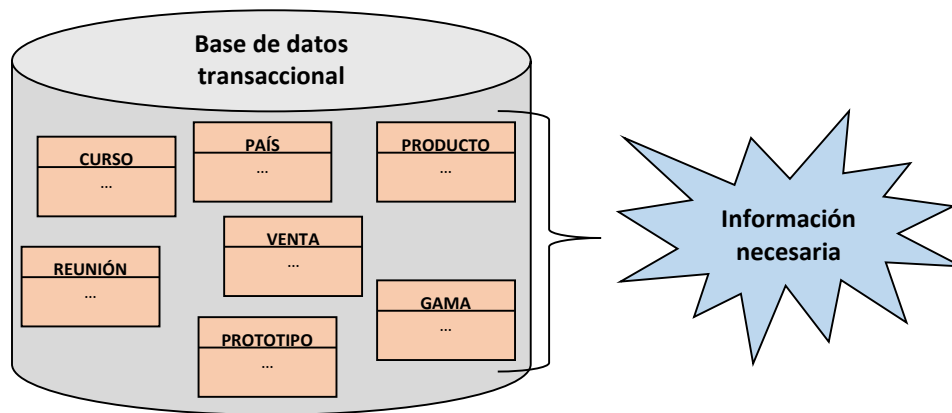 Base de datos
transaccional
CURSO
...
PAÍS
...
PRODUCTO
...
VENTA
...
REUNIÓN
...
GAMA
...
PROTOTIPO
...
Información
necesaria